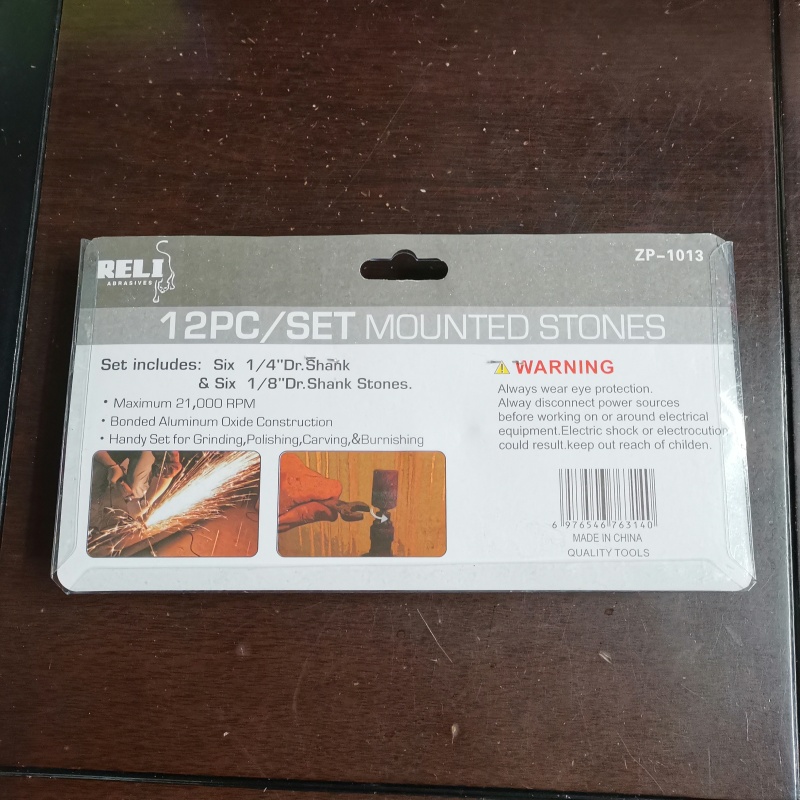 RELI
ABRASIVES
ZP-1013
12PC/SET MOUNTED STONES
Set includes: Six 1/4"Dr.Shank
& Six 1/8"Dr.Shank Stones.
• Maximum 21,000 RPM
• Bonded Aluminum Oxide Construction
• Handy Set for Grinding,Polishing,Carving,&Burnishing
WARNING
Always wear eye protection.
Alway disconnect power sources
before working on or around electrical
equipment.Electric shock or electrocution
could result.keep out reach of childen.
6 976546 763140
MADE IN CHINA
QUALITY TOOLS